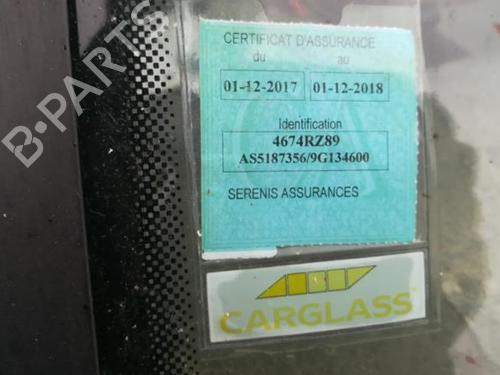 CERTIFICAT D'ASSURANCE
du au
01-12-2017 01-12-2018
Identification
4674RZ89
AS5187356/9G134600
SERENIS ASSURANCES
CARGLASS
B-PARTS